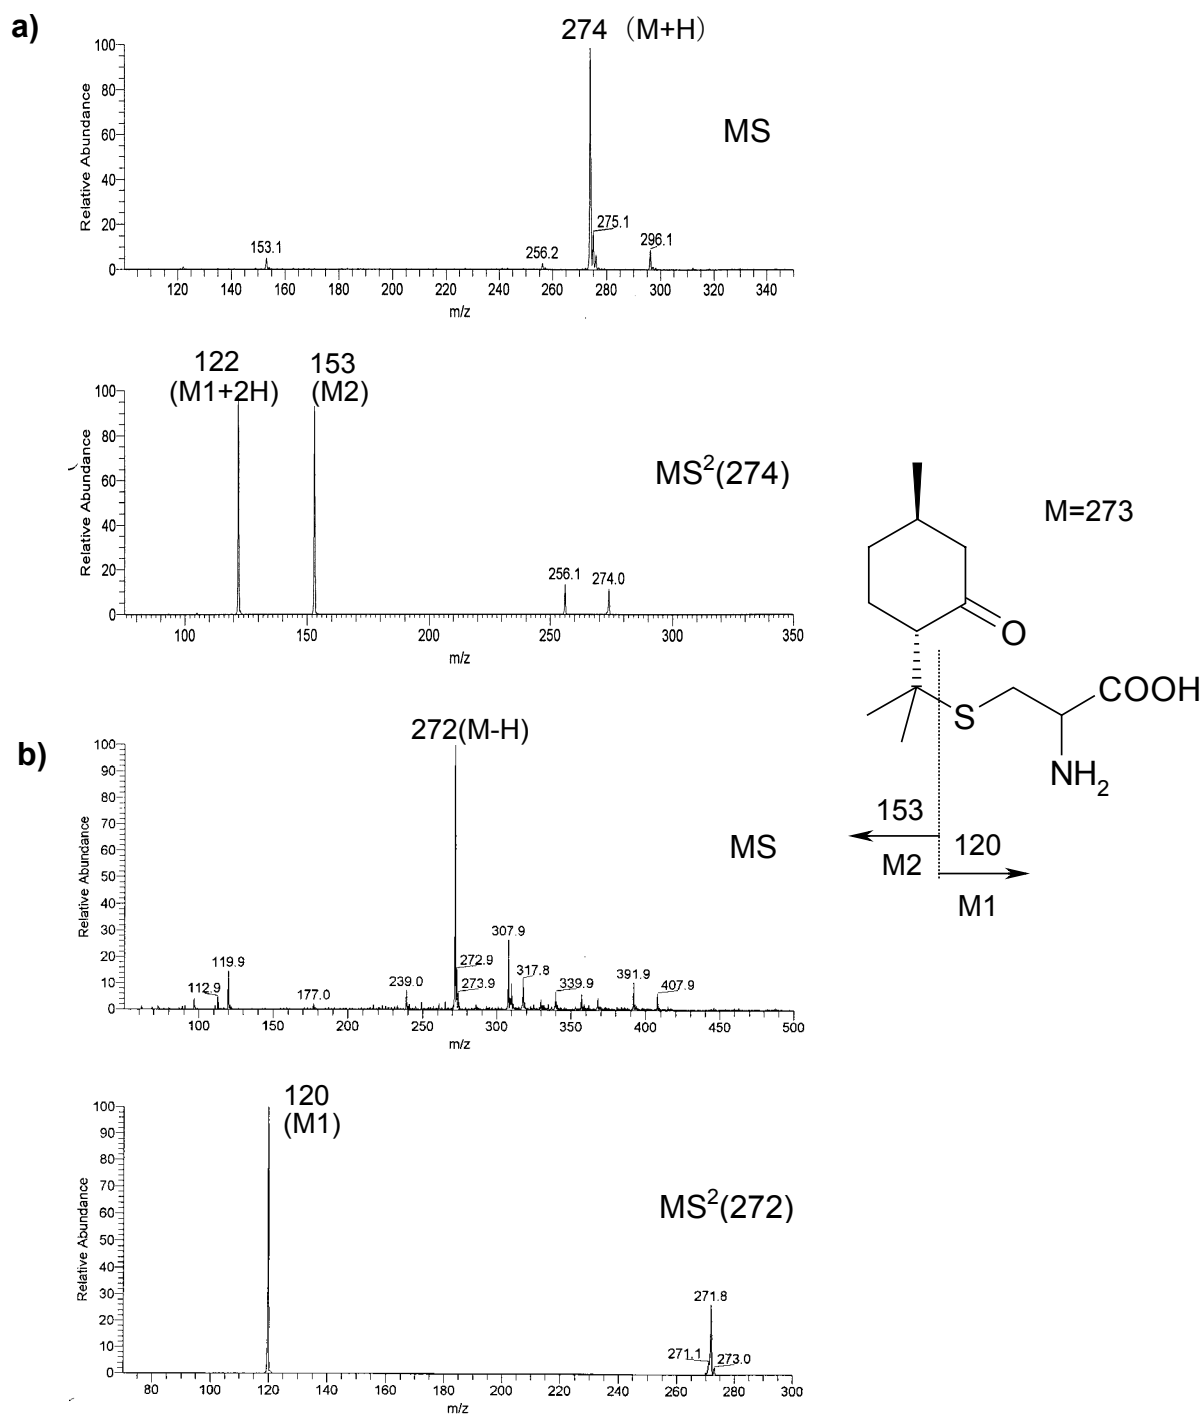 a)
274 (M+H)
MS
Relative Abundance
100
80
60
40
20
0
153.1
256.2
275.1
296.1
120 140 160 180 200 220 240 260 280 300 320 340
m/z
122
(M1+2H)
153
(M2)
MS2(274)
Relative Abundance
100
80
60
40
20
0
256.1
274.0
100 150 200 250 300 350
m/z
M=273
O
S
COOH
NH2
153
M2
120
M1
b)
272(M-H)
MS
Relative Abundance
100
90
80
70
60
50
40
30
20
10
0
112.9
119.9
177.0
239.0
272.9
273.9
307.9
317.8
339.9
391.9
407.9
100 150 200 250 300 350 400 450 500
m/z
120
(M1)
MS2(272)
Relative Abundance
100
90
80
70
60
50
40
30
20
10
0
271.8
271.1
273.0
80 100 120 140 160 180 200 220 240 260 280 300
m/z